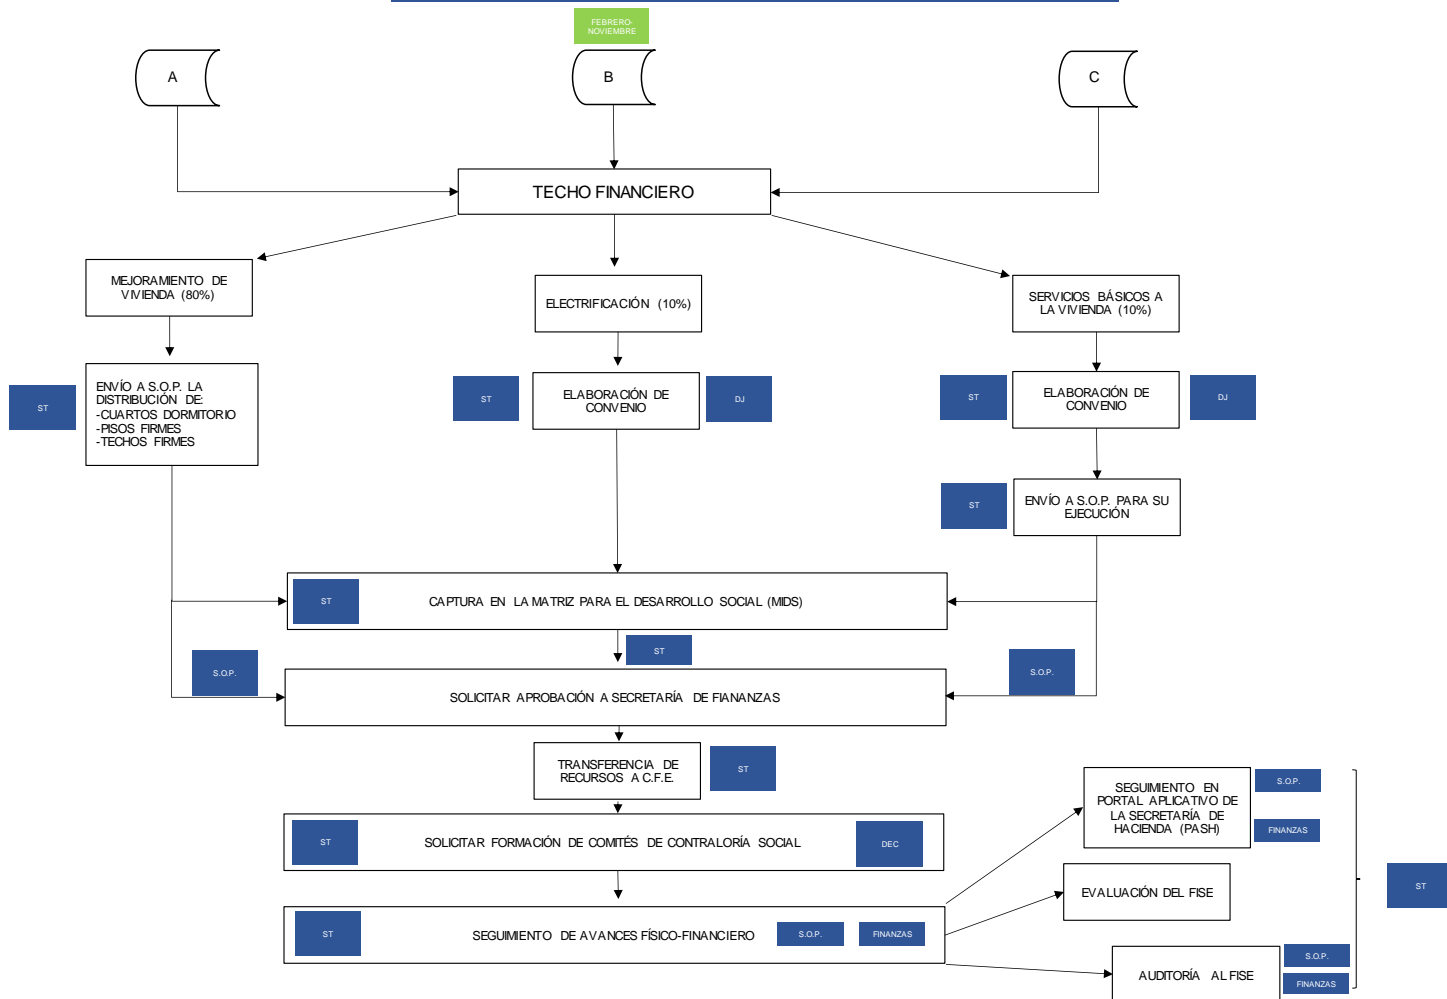 FEBRERO-
NOVIEMBRE
A
B
C
TECHO FINANCIERO
MEJORAMIENTO DE
VIVIENDA (80%)
ELECTRIFICACIÓN (10%)
SERVICIOS BÁSICOS A
LA VIVIENDA (10%)
ST
ENVÍO A S.O.P. LA
DISTRIBUCIÓN DE:
-CUARTOS DORMITORIO
-PISOS FIRMES
-TECHOS FIRMES
ST
ELABORACIÓN DE
CONVENIO
DJ
ST
ELABORACIÓN DE
CONVENIO
DJ
ST
ENVÍO A S.O.P. PARA SU
EJECUCIÓN
ST
CAPTURA EN LA MATRIZ PARA EL DESARROLLO SOCIAL (MIDS)
S.O.P.
ST
S.O.P.
SOLICITAR APROBACIÓN A SECRETARÍA DE FIANANZAS
TRANSFERENCIA DE
RECURSOS A C.F.E.
ST
ST
SOLICITAR FORMACIÓN DE COMITÉS DE CONTRALORÍA SOCIAL
DEC
ST
SEGUIMIENTO DE AVANCES FÍSICO-FINANCIERO
S.O.P.
FINANZAS
SEGUIMIENTO EN
PORTAL APLICATIVO DE
LA SECRETARÍA DE
HACIENDA (PASH)
S.O.P.
FINANZAS
EVALUACIÓN DEL FISE
ST
AUDITORÍA AL FISE
S.O.P.
FINANZAS